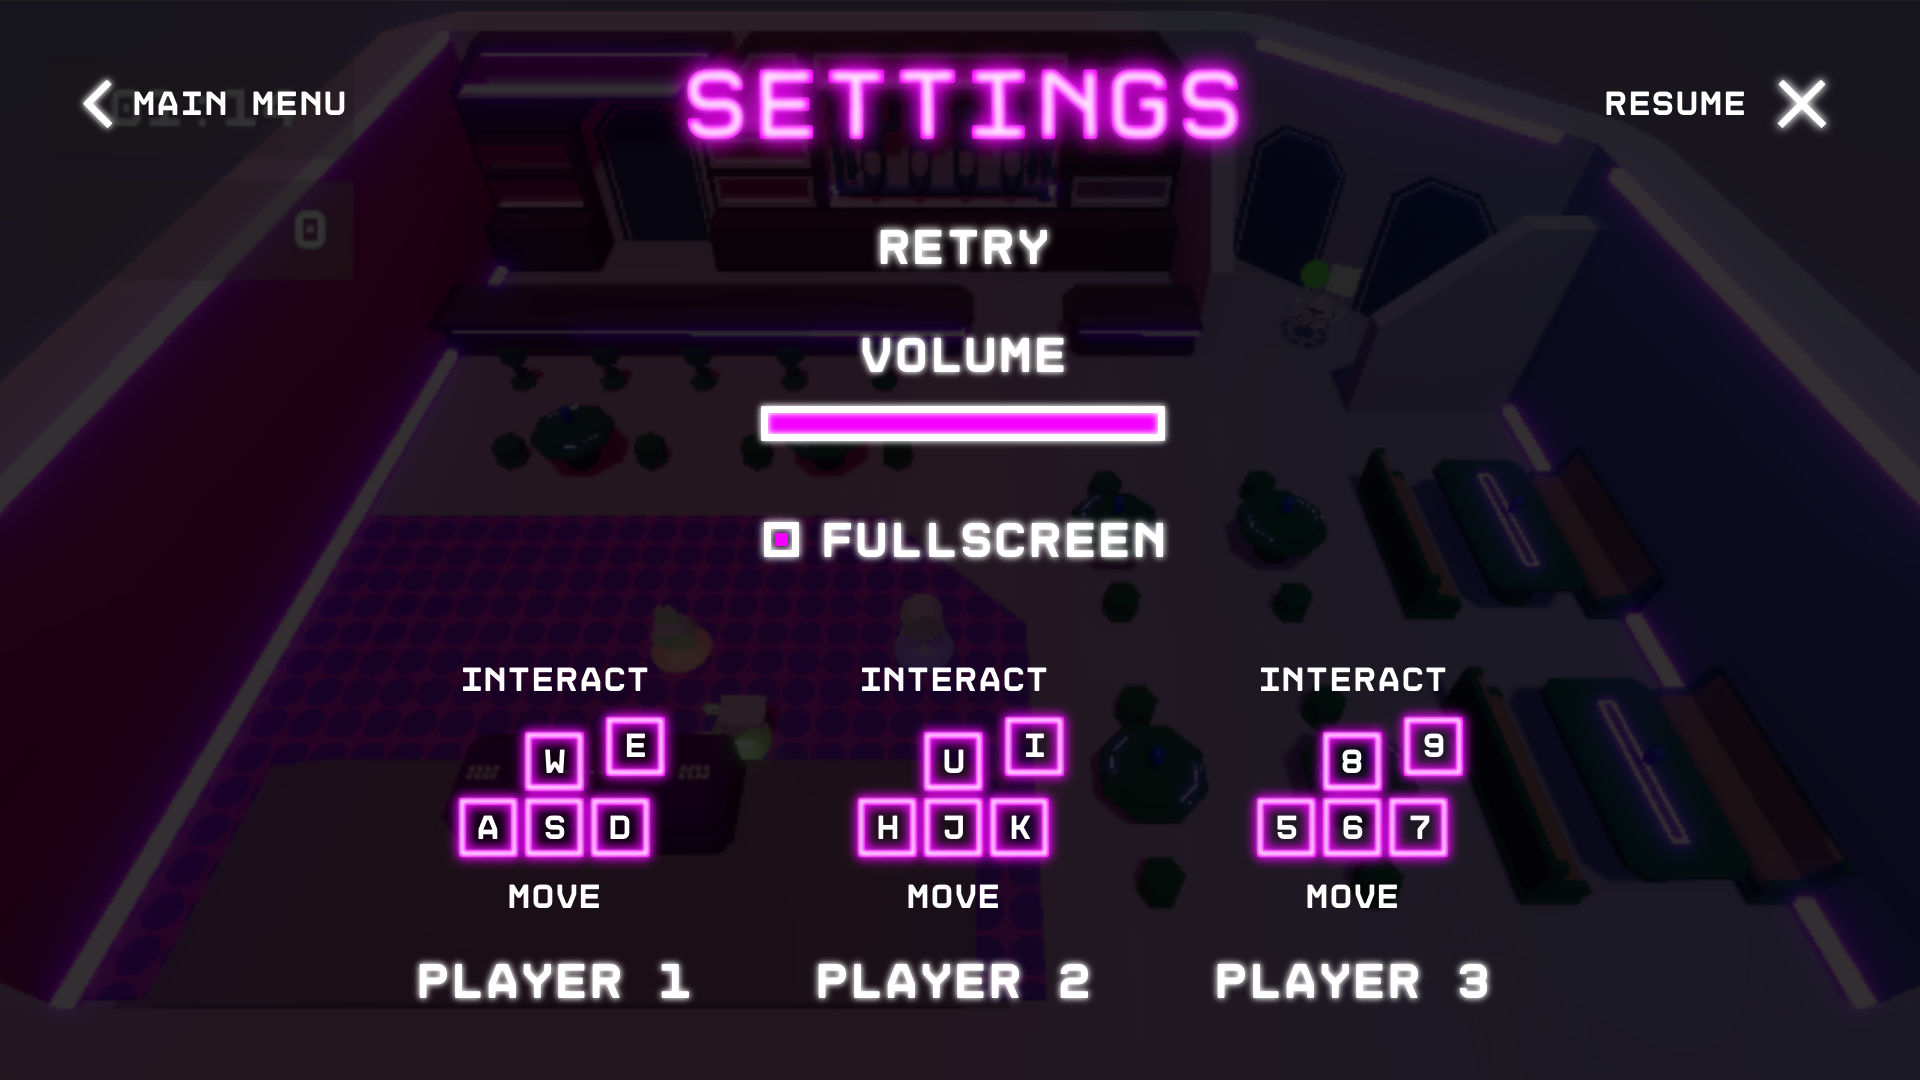 MAIN MENU
SETTINGS
RESUME
0
RETRY
VOLUME
FULLSCREEN
INTERACT INTERACT INTERACT
W E U I 8 9
A S D H J K 5 6 7
MOVE MOVE MOVE
PLAYER 1 PLAYER 2 PLAYER 3